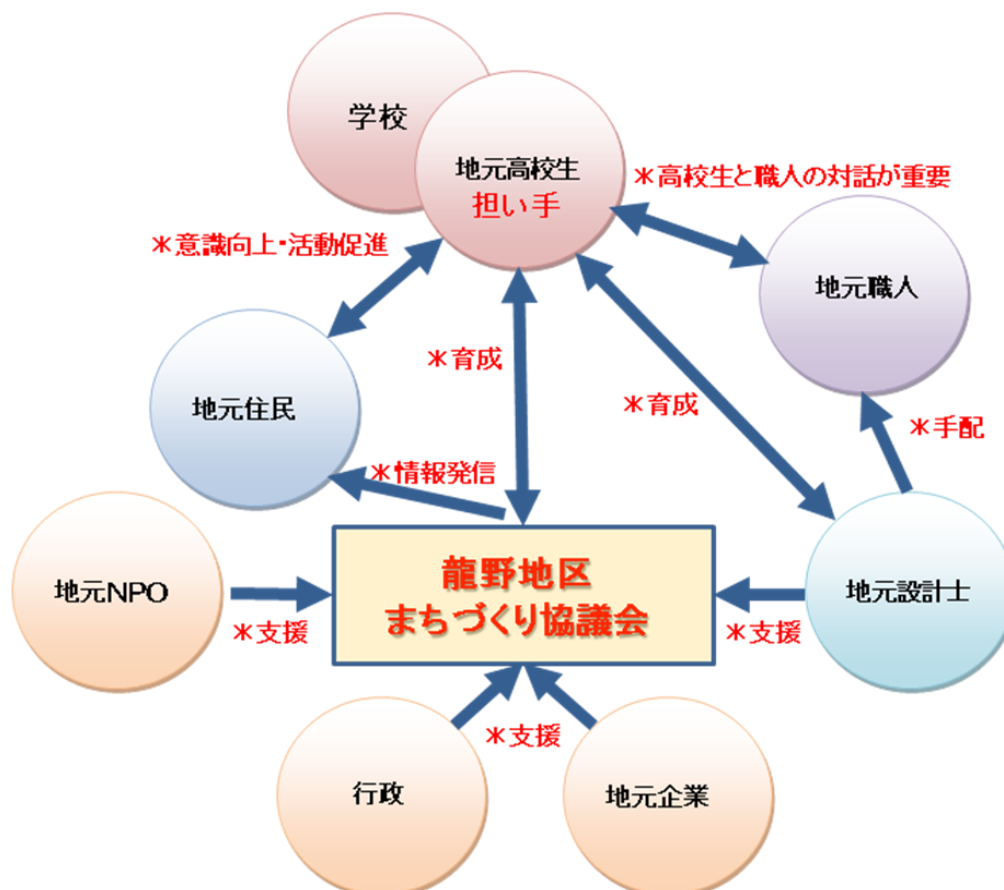 学校
地元高校生
担い手
＊高校生と職人の対話が重要
＊意識向上・活動促進
地元職人
＊育成
地元住民
＊育成
＊手配
＊情報発信
龍野地区
まちづくり協議会
地元NPO
地元設計士
＊支援
＊支援
＊支援
行政
地元企業